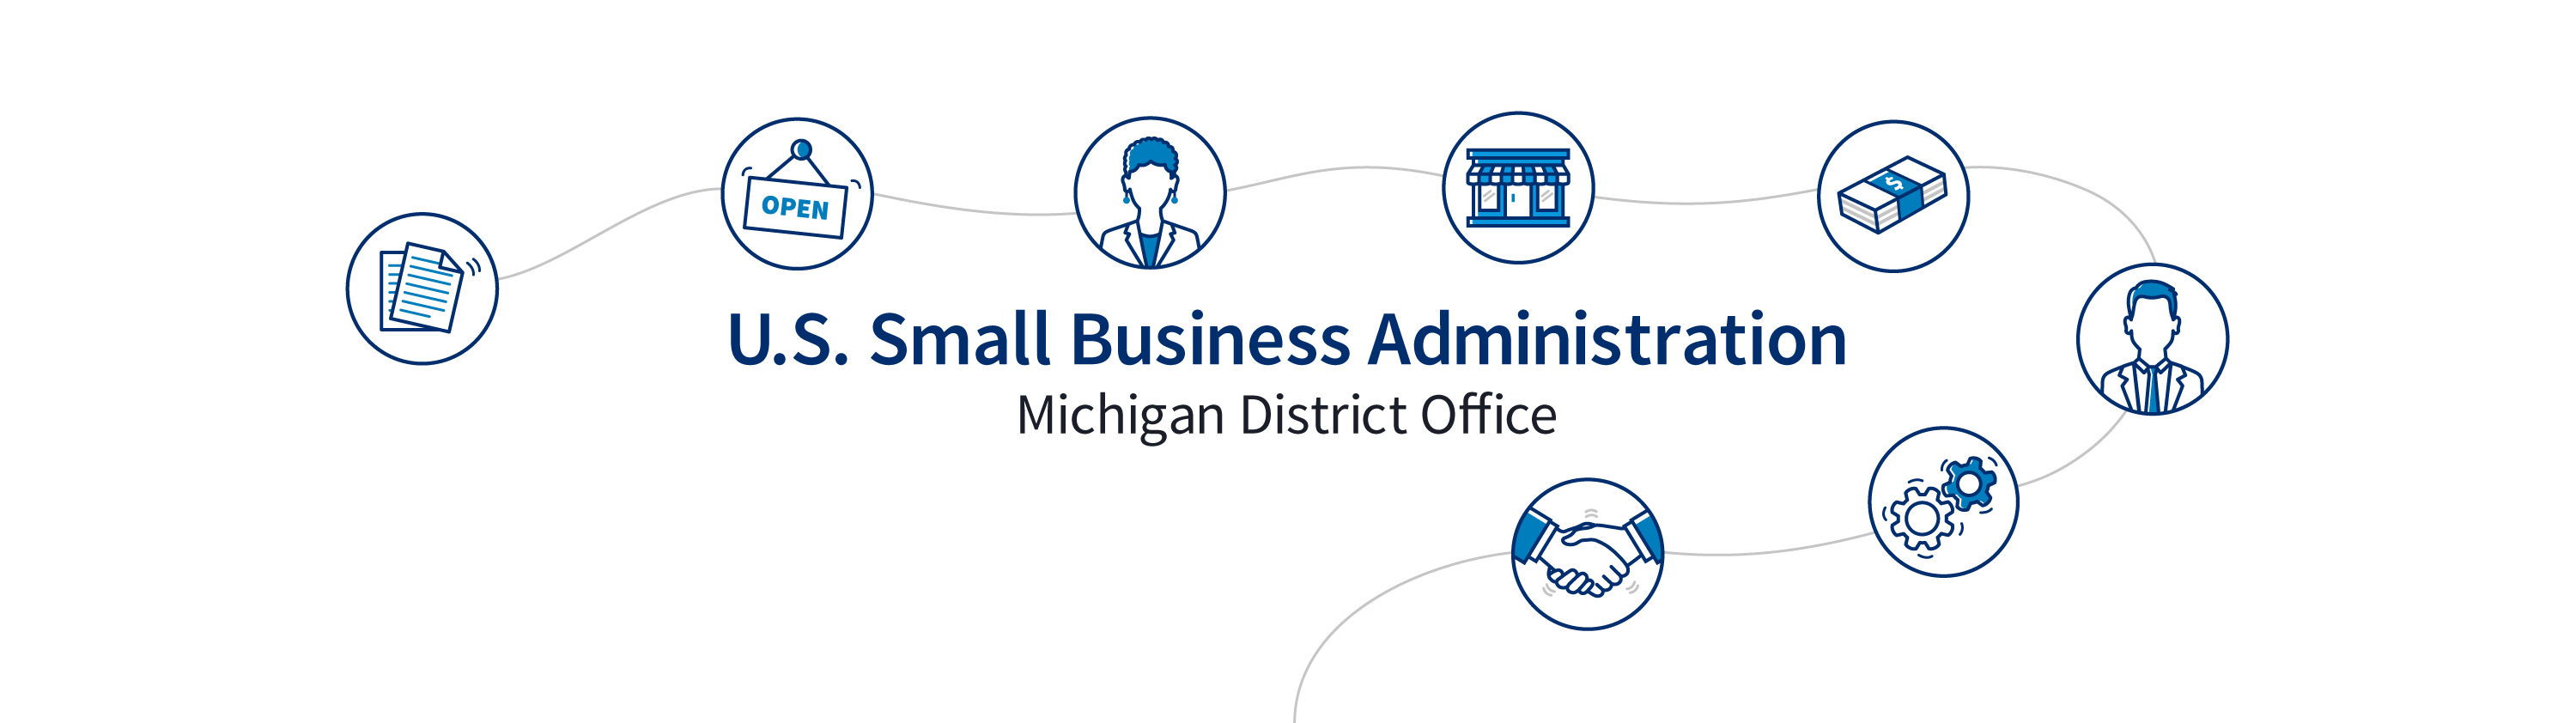 OPEN
$
U.S. Small Business Administration
Michigan District Office